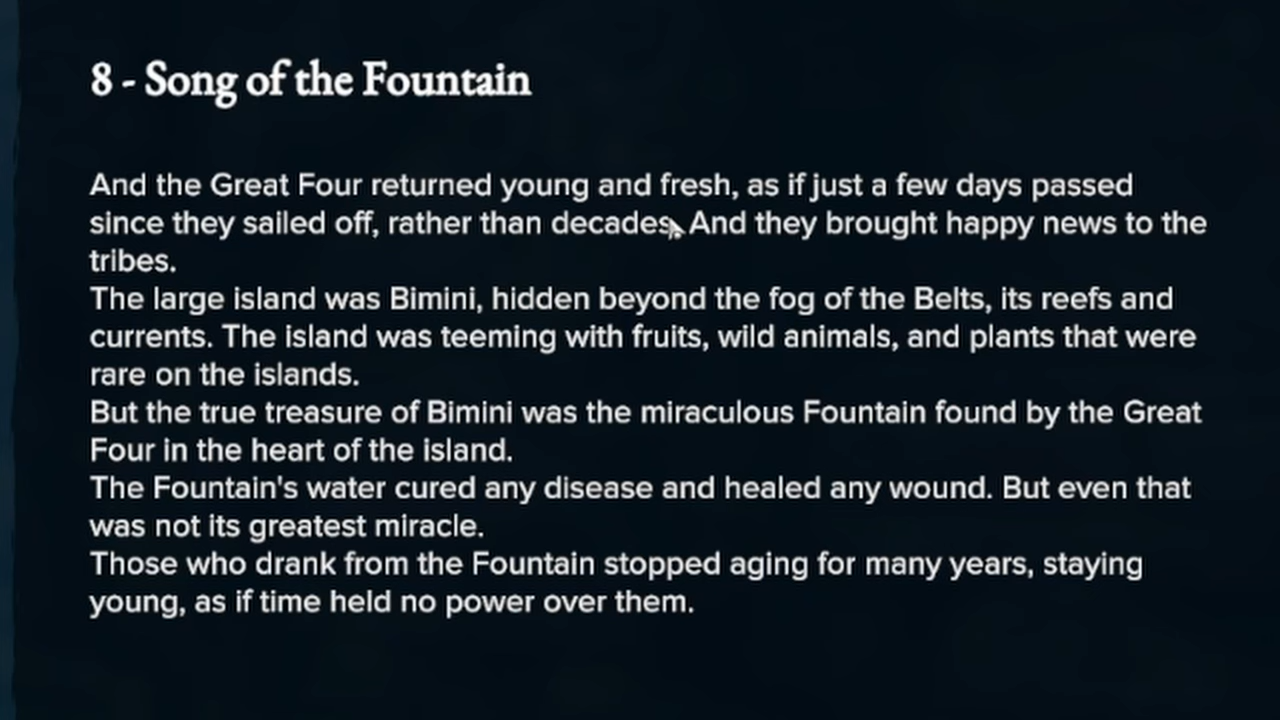 8 - Song of the Fountain
And the Great Four returned young and fresh, as if just a few days passed
since they sailed off, rather than decades. And they brought happy news to the
tribes.
The large island was Bimini, hidden beyond the fog of the Belts, its reefs and
currents. The island was teeming with fruits, wild animals, and plants that were
rare on the islands.
But the true treasure of Bimini was the miraculous Fountain found by the Great
Four in the heart of the island.
The Fountain's water cured any disease and healed any wound. But even that
was not its greatest miracle.
Those who drank from the Fountain stopped aging for many years, staying
young, as if time held no power over them.